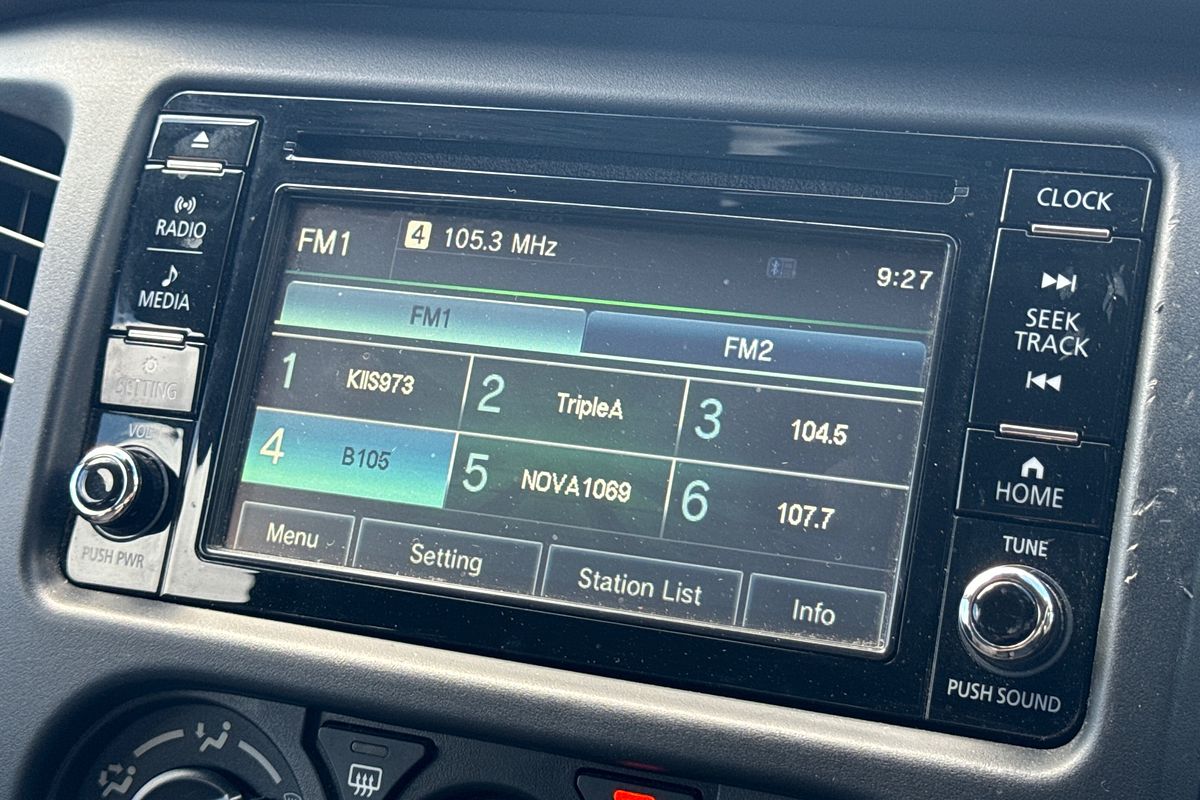 RADIO
MEDIA
SETTING
VOL
PUSH PWR
FM1 4 105.3 MHz 9:27
FM1 FM2
1 KIIS973 2 TripleA 3 104.5
4 B105 5 NOVA1069 6 107.7
Menu Setting Station List Info
CLOCK
SEEK
TRACK
HOME
TUNE
PUSH SOUND